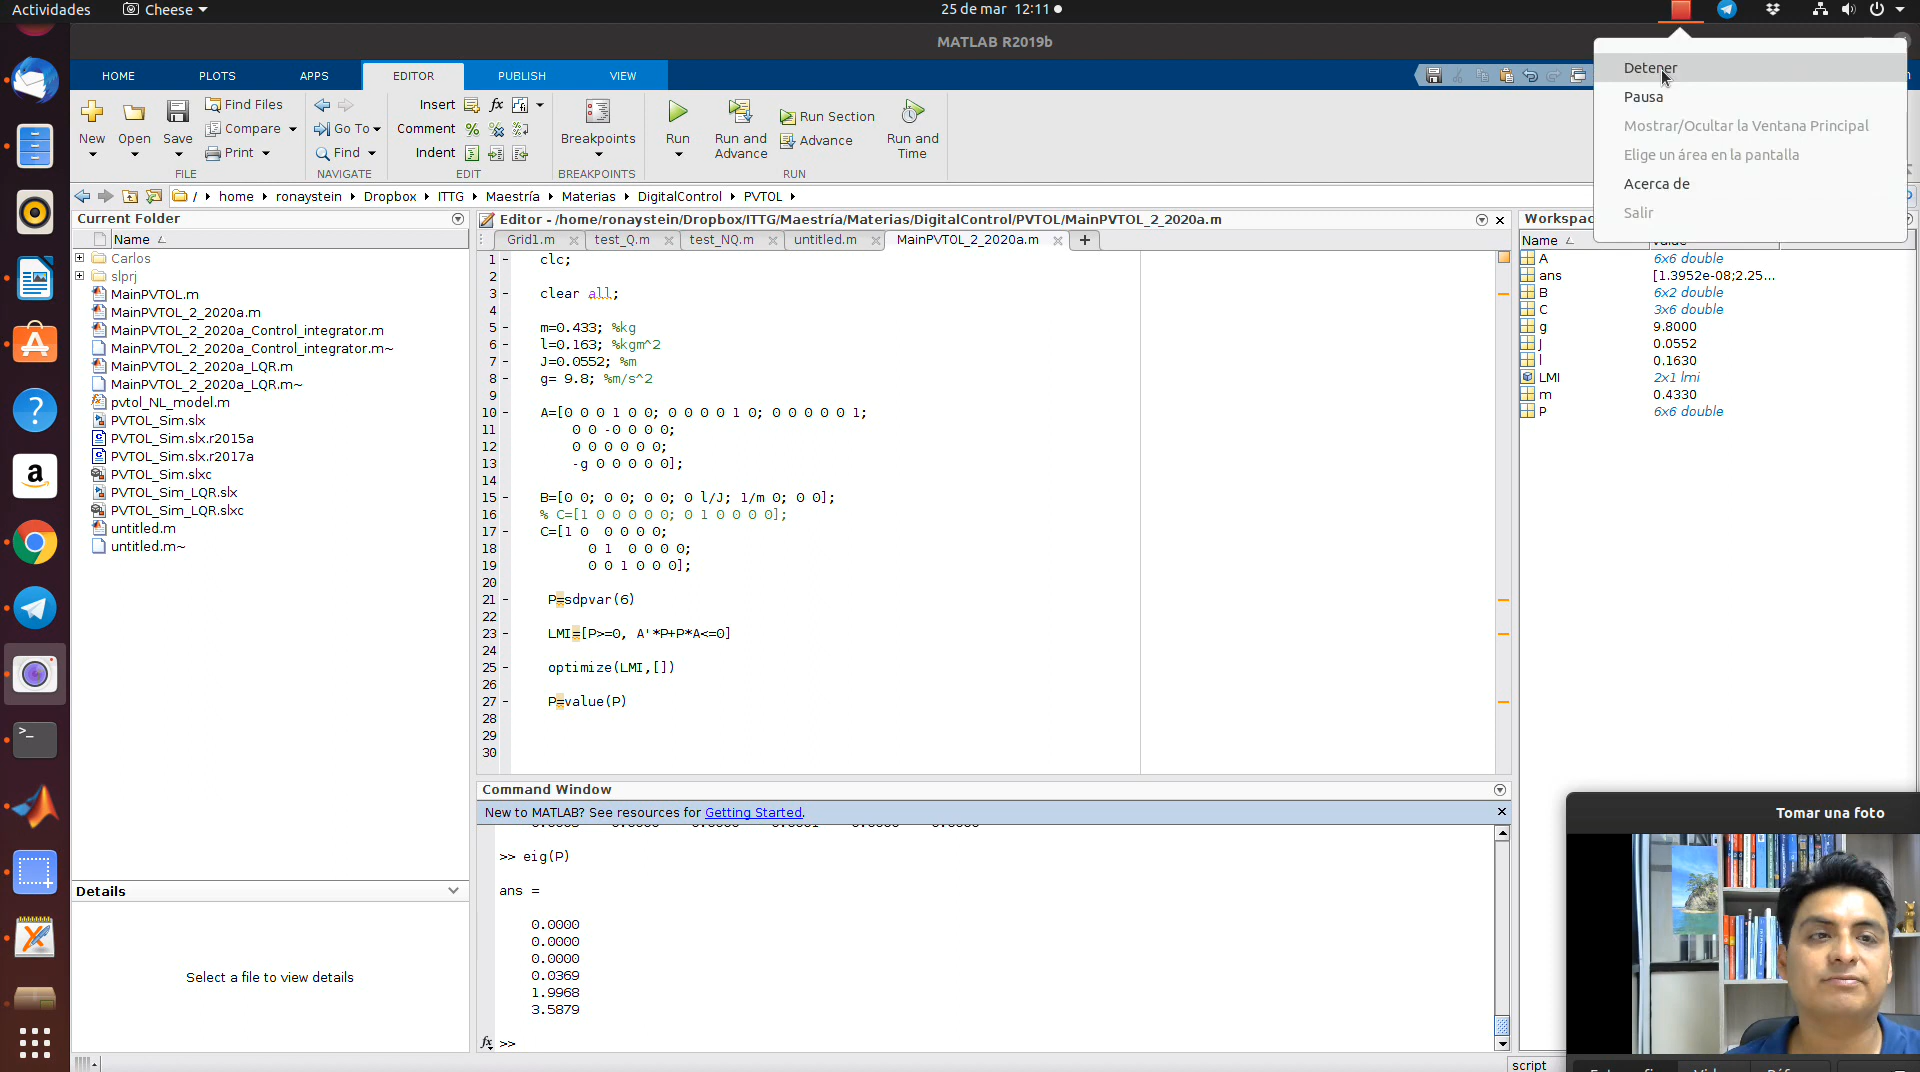 Actividades
Cheese
25 de mar 12:11
MATLAB R2019b
HOME
PLOTS
APPS
EDITOR
PUBLISH
VIEW
New
Open
Save
Find Files
Compare
Print
FILE
Go To
Find
NAVIGATE
Insert
Comment
Indent
EDIT
Breakpoints
BREAKPOINTS
Run
Run and Advance
Run Section
Advance
Run and Time
RUN
Detener
Pausa
Mostrar/Ocultar la Ventana Principal
Elige un área en la pantalla
Acerca de
Salir
/ home ronaystein Dropbox ITTG Maestría Materias DigitalControl PVTOL
Current Folder
Name
Carlos
slprj
MainPVTOL.m
MainPVTOL_2_2020a.m
MainPVTOL_2_2020a_Control_integrator.m
MainPVTOL_2_2020a_Control_integrator.m~
MainPVTOL_2_2020a_LQR.m
MainPVTOL_2_2020a_LQR.m~
pvtol_NL_model.m
PVTOL_Sim.slx
PVTOL_Sim.slx.r2015a
PVTOL_Sim.slx.r2017a
PVTOL_Sim.slxc
PVTOL_Sim_LQR.slx
PVTOL_Sim_LQR.slxc
untitled.m
untitled.m~
Details
Select a file to view details
Editor - /home/ronaystein/Dropbox/ITTG/Maestría/Materias/DigitalControl/PVTOL/MainPVTOL_2_2020a.m
Grid1.m
test_Q.m
test_NQ.m
untitled.m
MainPVTOL_2_2020a.m
1 - clc;
2
3 - clear all;
4
5 - m=0.433; %kg
6 - l=0.163; %kgm^2
7 - J=0.0552; %m
8 - g= 9.8; %m/s^2
9
10 - A=[0 0 0 1 0 0; 0 0 0 0 1 0; 0 0 0 0 0 1;
11 - 0 0 -0 0 0 0;
12 - 0 0 0 0 0 0;
13 - -g 0 0 0 0 0];
14
15 - B=[0 0; 0 0; 0 0; 0 l/J; 1/m 0; 0 0];
16 % C=[1 0 0 0 0 0; 0 1 0 0 0 0];
17 - C=[1 0 0 0 0 0;
18 0 1 0 0 0 0;
19 0 0 1 0 0 0];
20
21 - P=sdpvar(6)
22
23 - LMI=[P>=0, A'*P+P*A<=0]
24
25 - optimize(LMI,[])
26
27 - P=value(P)
28
29
30
Command Window
New to MATLAB? See resources for Getting Started.
>> eig(P)
ans =
0.0000
0.0000
0.0000
0.0369
1.9968
3.5879
fx >>
Name
A 6x6 double
ans [1.3952e-08;2.25...
B 6x2 double
C 3x6 double
g 9.8000
J 0.0552
l 0.1630
LMI 2x1 lmi
m 0.4330
P 6x6 double
Tomar una foto
script